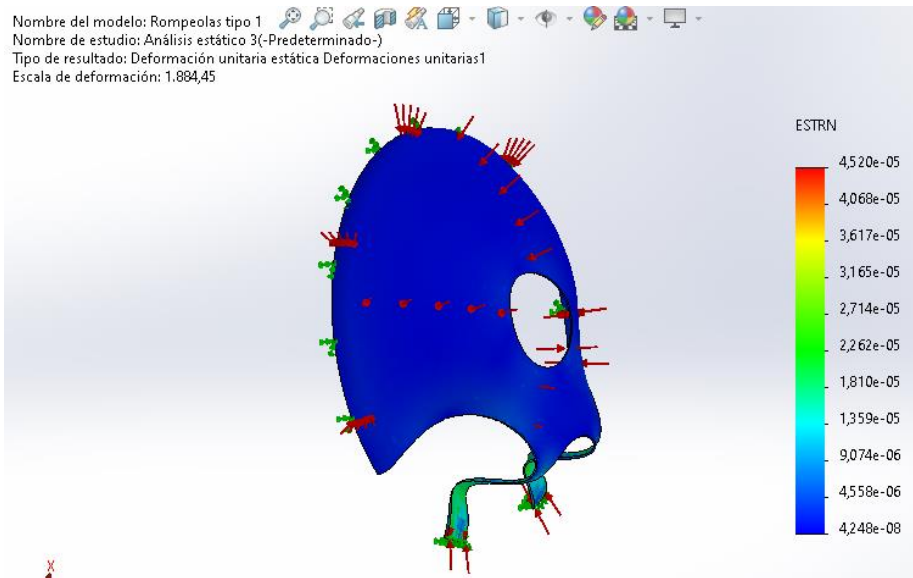 Nombre del modelo: Rompeolas tipo 1
Nombre de estudio: Análisis estático 3(-Predeterminado-)
Tipo de resultado: Deformación unitaria estática Deformaciones unitarias1
Escala de deformación: 1.884,45
ESTRN
4,520e-05
4,068e-05
3,617e-05
3,165e-05
2,714e-05
2,262e-05
1,810e-05
1,359e-05
9,074e-06
4,558e-06
4,248e-08
X